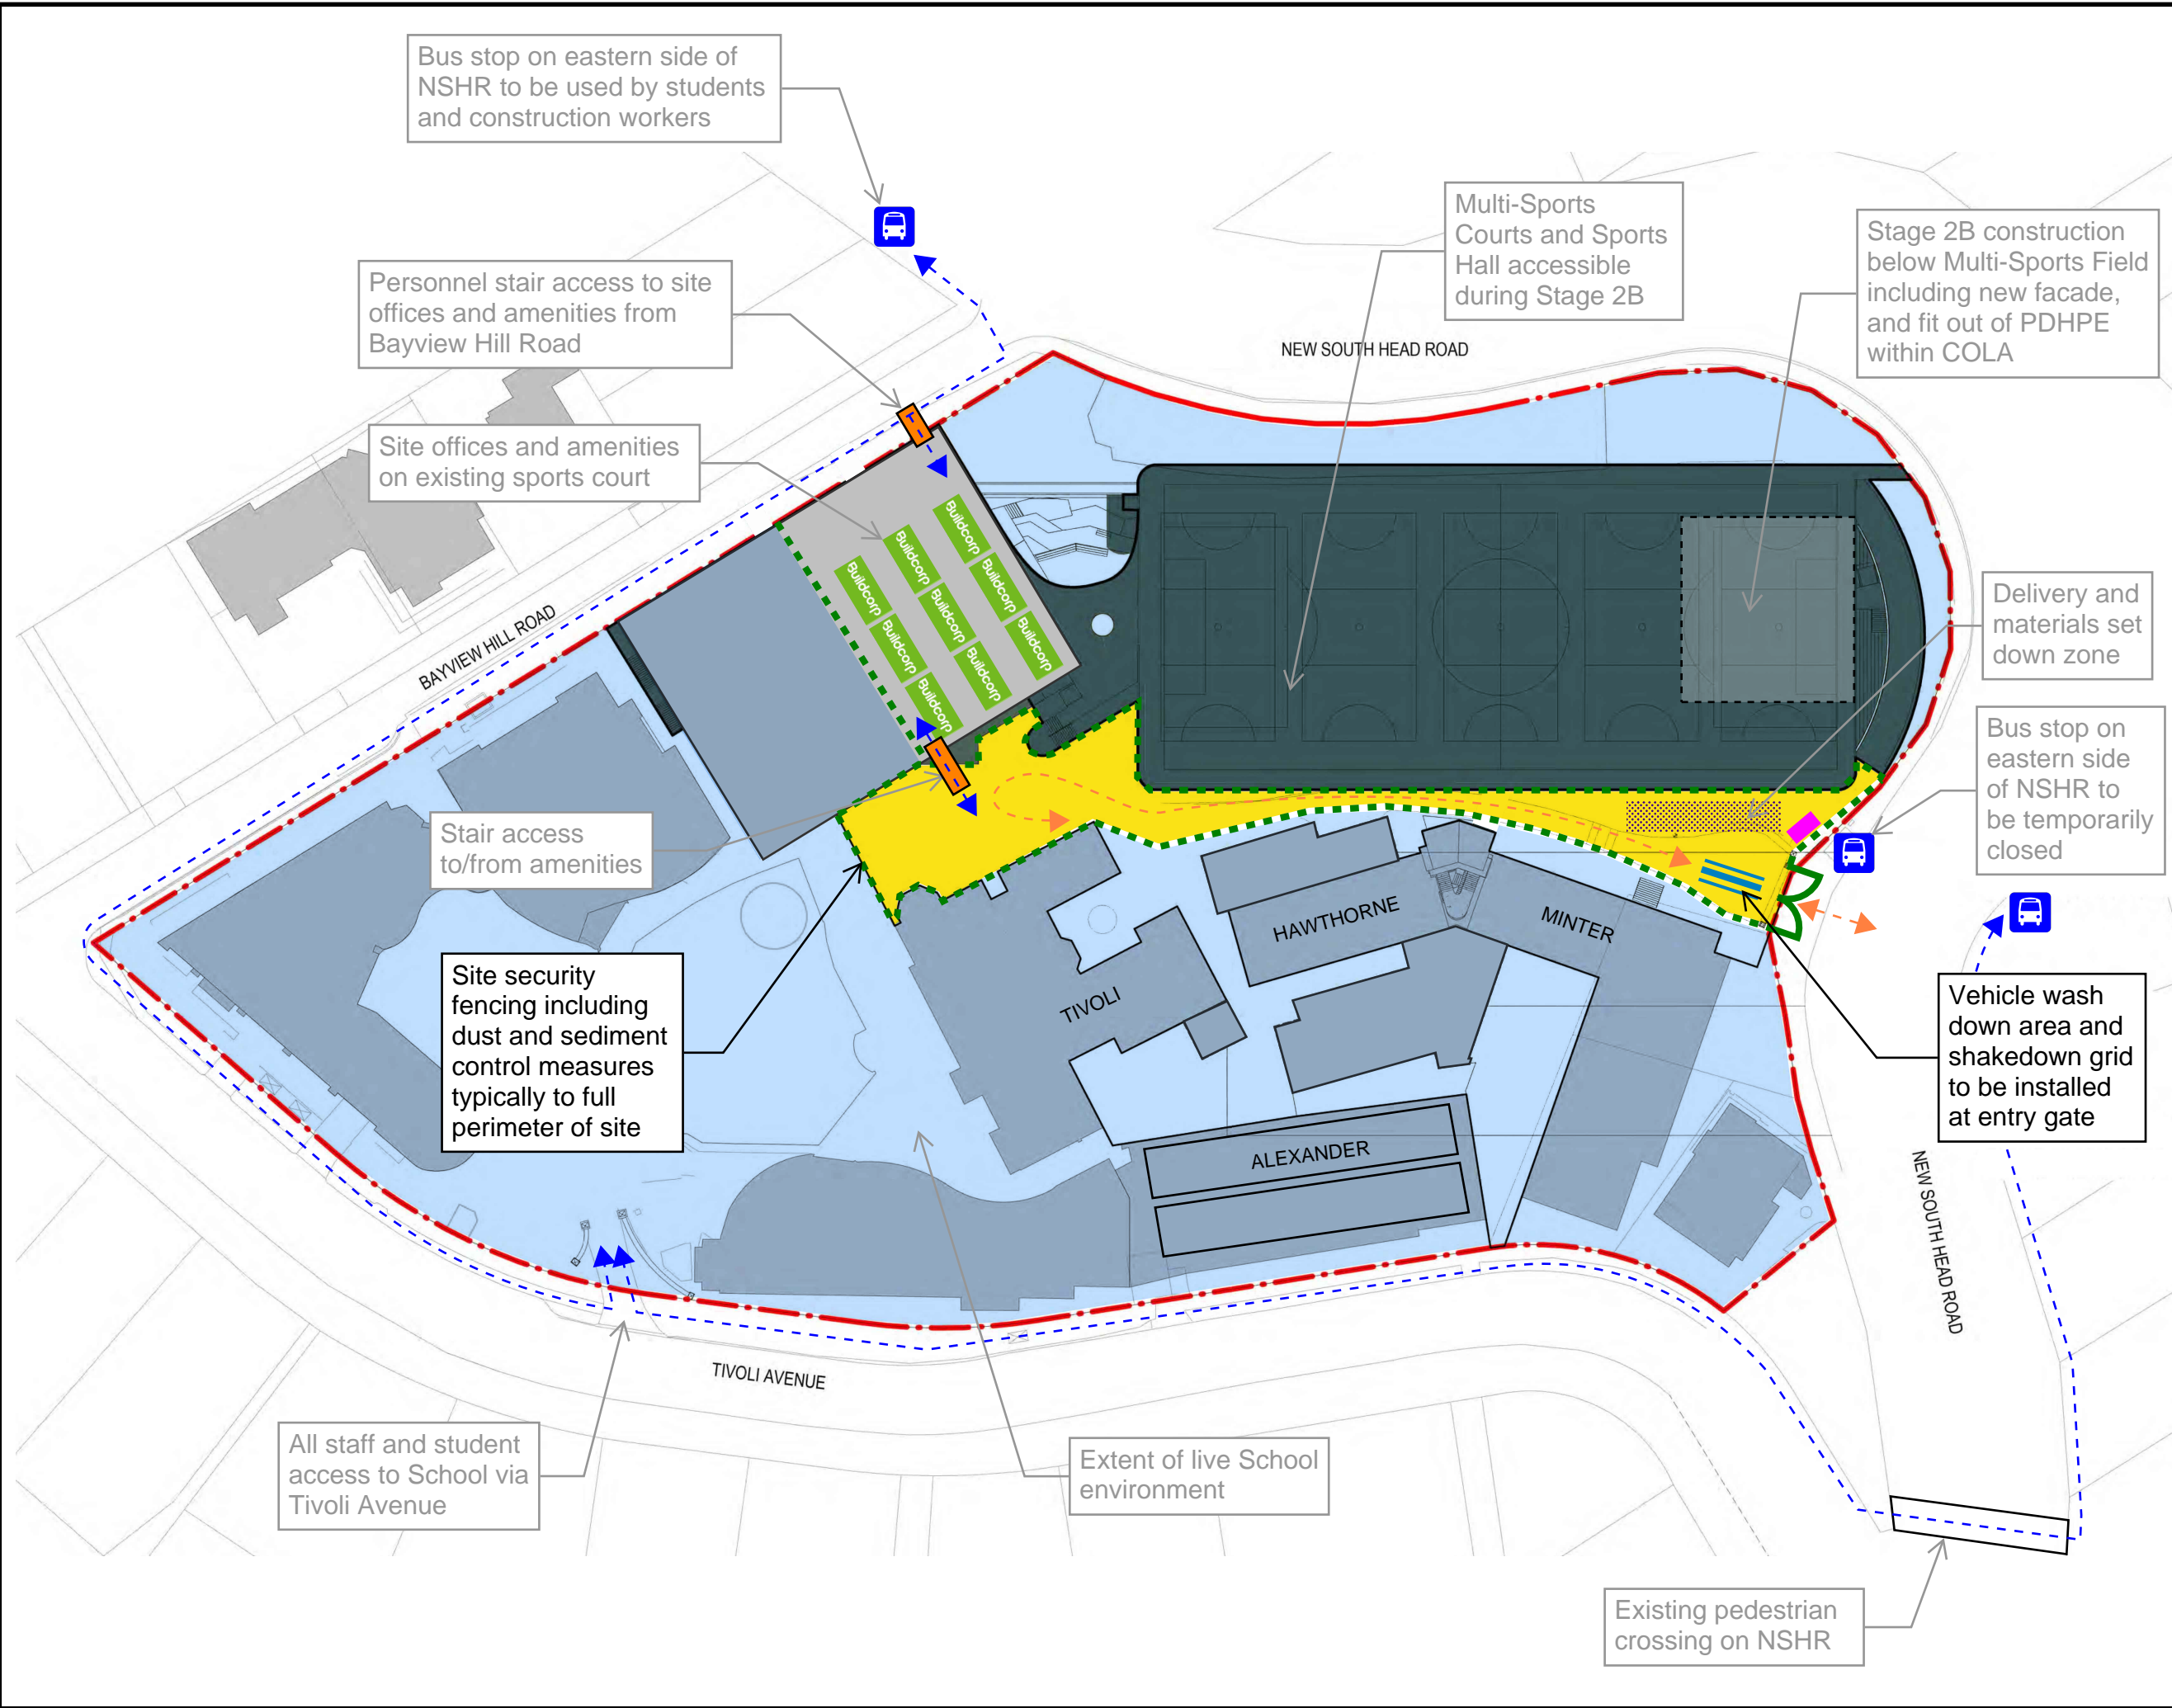 Bus stop on eastern side of
NSHR to be used by students
and construction workers
Multi-Sports
Courts and Sports
Hall accessible
during Stage 2B
Stage 2B construction
below Multi-Sports Field
including new facade,
and fit out of PDHPE
within COLA
Personnel stair access to site
offices and amenities from
Bayview Hill Road
NEW SOUTH HEAD ROAD
Site offices and amenities
on existing sports court
Buildcorp
Buildcorp
Buildcorp
Buildcorp
Buildcorp
Buildcorp
Buildcorp
Buildcorp
Buildcorp
BAYVIEW HILL ROAD
Delivery and
materials set
down zone
Bus stop on
eastern side
of NSHR to
be temporarily
closed
Stair access
to/from amenities
HAWTHORNE
MINTER
TIVOLI
ALEXANDER
Site security
fencing including
dust and sediment
control measures
typically to full
perimeter of site
Vehicle wash
down area and
shakedown grid
to be installed
at entry gate
NEW SOUTH HEAD ROAD
TIVOLI AVENUE
All staff and student
access to School via
Tivoli Avenue
Extent of live School
environment
Existing pedestrian
crossing on NSHR